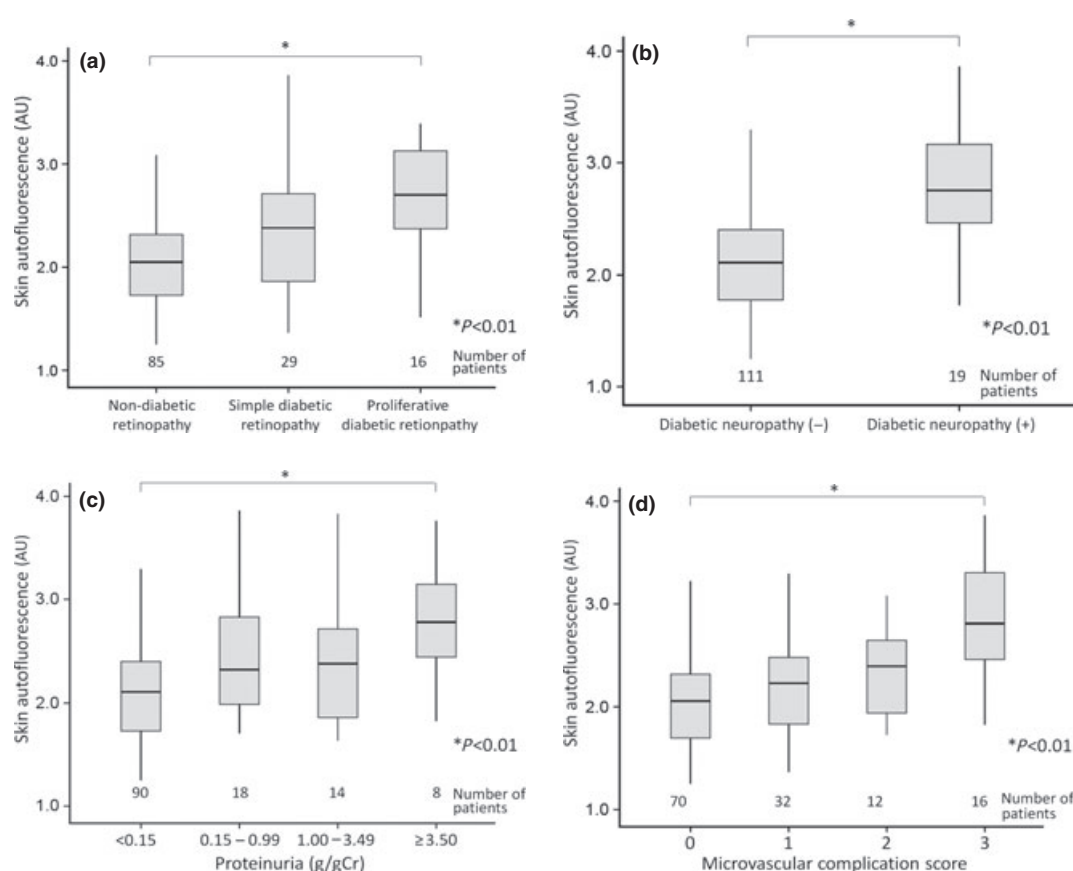 (a)
*
Skin autofluorescence (AU)
4.0
3.0
2.0
1.0
*P<0.01
85
29
16
Number of
patients
Non-diabetic
retinopathy
Simple diabetic
retinopathy
Proliferative
diabetic retionpathy
(b)
*
Skin autofluorescence (AU)
4.0
3.0
2.0
1.0
*P<0.01
111
19
Number of
patients
Diabetic neuropathy (–)
Diabetic neuropathy (+)
(c)
*
Skin autofluorescence (AU)
4.0
3.0
2.0
1.0
*P<0.01
90
18
14
8
Number of
patients
<0.15
0.15 – 0.99
1.00 – 3.49
≥3.50
Proteinuria (g/gCr)
(d)
*
Skin autofluorescence (AU)
4.0
3.0
2.0
1.0
*P<0.01
70
32
12
16
Number of
patients
0
1
2
3
Microvascular complication score